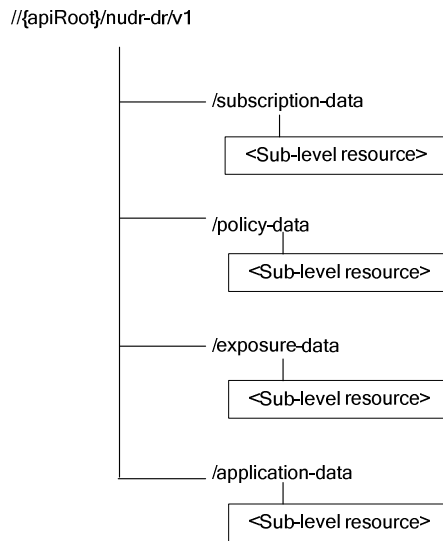 //{apiRoot}/nudr-dr/v1
/subscription-data
<Sub-level resource>
/policy-data
<Sub-level resource>
/exposure-data
<Sub-level resource>
/application-data
<Sub-level resource>